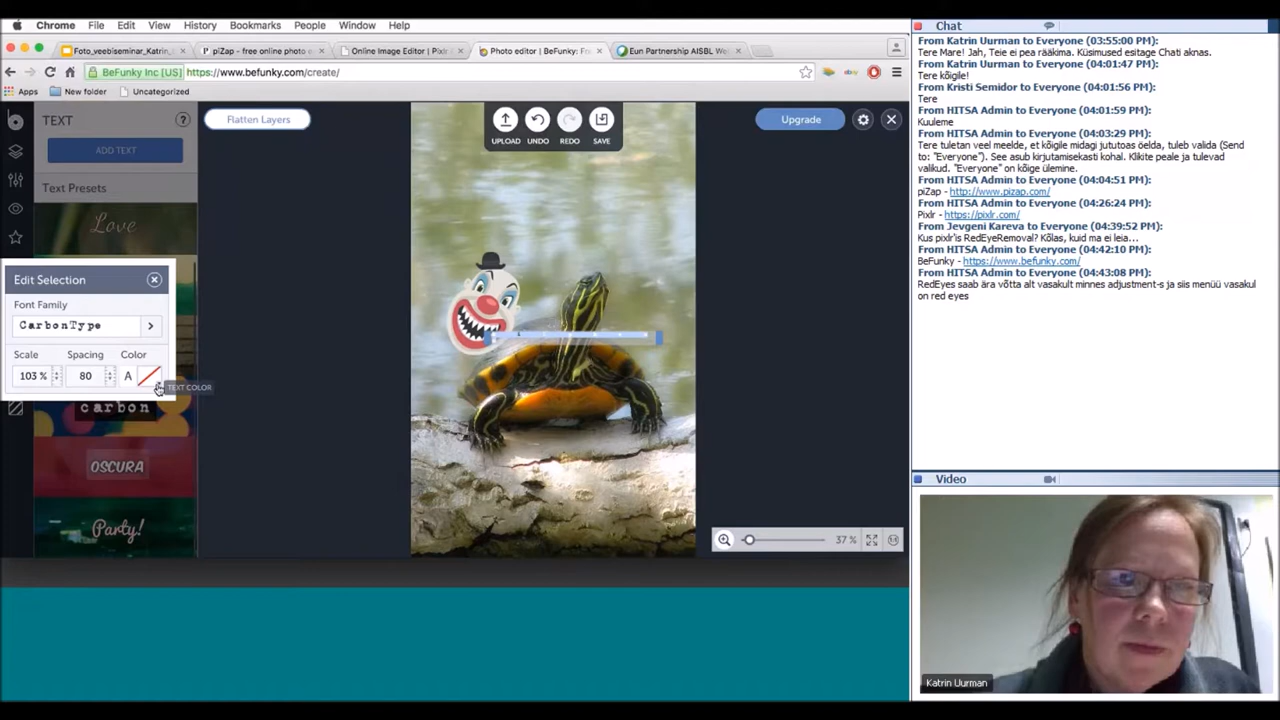 Chrome File Edit View History Bookmarks People Window Help
Foto_veebiseminar_Katrin_ piZap - free online photo e Online Image Editor | Pixlr Photo editor | BeFunky: F Eun Partnership AISBL We
BeFunky Inc [US] https://www.befunky.com/create/
Apps New folder Uncategorized
TEXT ?
ADD TEXT
Text Presets
Love
Edit Selection
Font Family
CarbonType
Scale Spacing Color
103 % 80 A
TEXT COLOR
carbon
OSCURA
Party!
Flatten Layers
UPLOAD UNDO REDO SAVE
Upgrade
37 %
Chat
From Katrin Uurman to Everyone (03:55:00 PM):
Tere Mare! Jah, Teie ei pea rääkima. Küsimused esitage Chati aknas.
From Katrin Uurman to Everyone (04:01:47 PM):
Tere kõigile!
From Kristi Semidor to Everyone (04:01:56 PM):
Tere
From HITSA Admin to Everyone (04:01:59 PM):
Kuuleme
From HITSA Admin to Everyone (04:03:29 PM):
Tere tuletan veel meelde, et kõigile midagi jututoas öelda, tuleb valida (Send
to: "Everyone"). See asub kirjutamisekasti kohal. Klikite peale ja tulevad
valikud. "Everyone" on kõige ülemine.
From HITSA Admin to Everyone (04:04:51 PM):
piZap - http://www.pizap.com/
From HITSA Admin to Everyone (04:26:24 PM):
Pixlr - https://pixlr.com/
From Jevgeni Kareva to Everyone (04:39:52 PM):
Kus pixlr'is RedEyeRemoval? Kõlas, kuid ma ei leia...
From HITSA Admin to Everyone (04:42:10 PM):
BeFunky - https://www.befunky.com/
From HITSA Admin to Everyone (04:43:08 PM):
RedEyes saab ära võtta alt vasakult minnes adjustment-s ja siis menüü vasakul
on red eyes
Video
Katrin Uurman